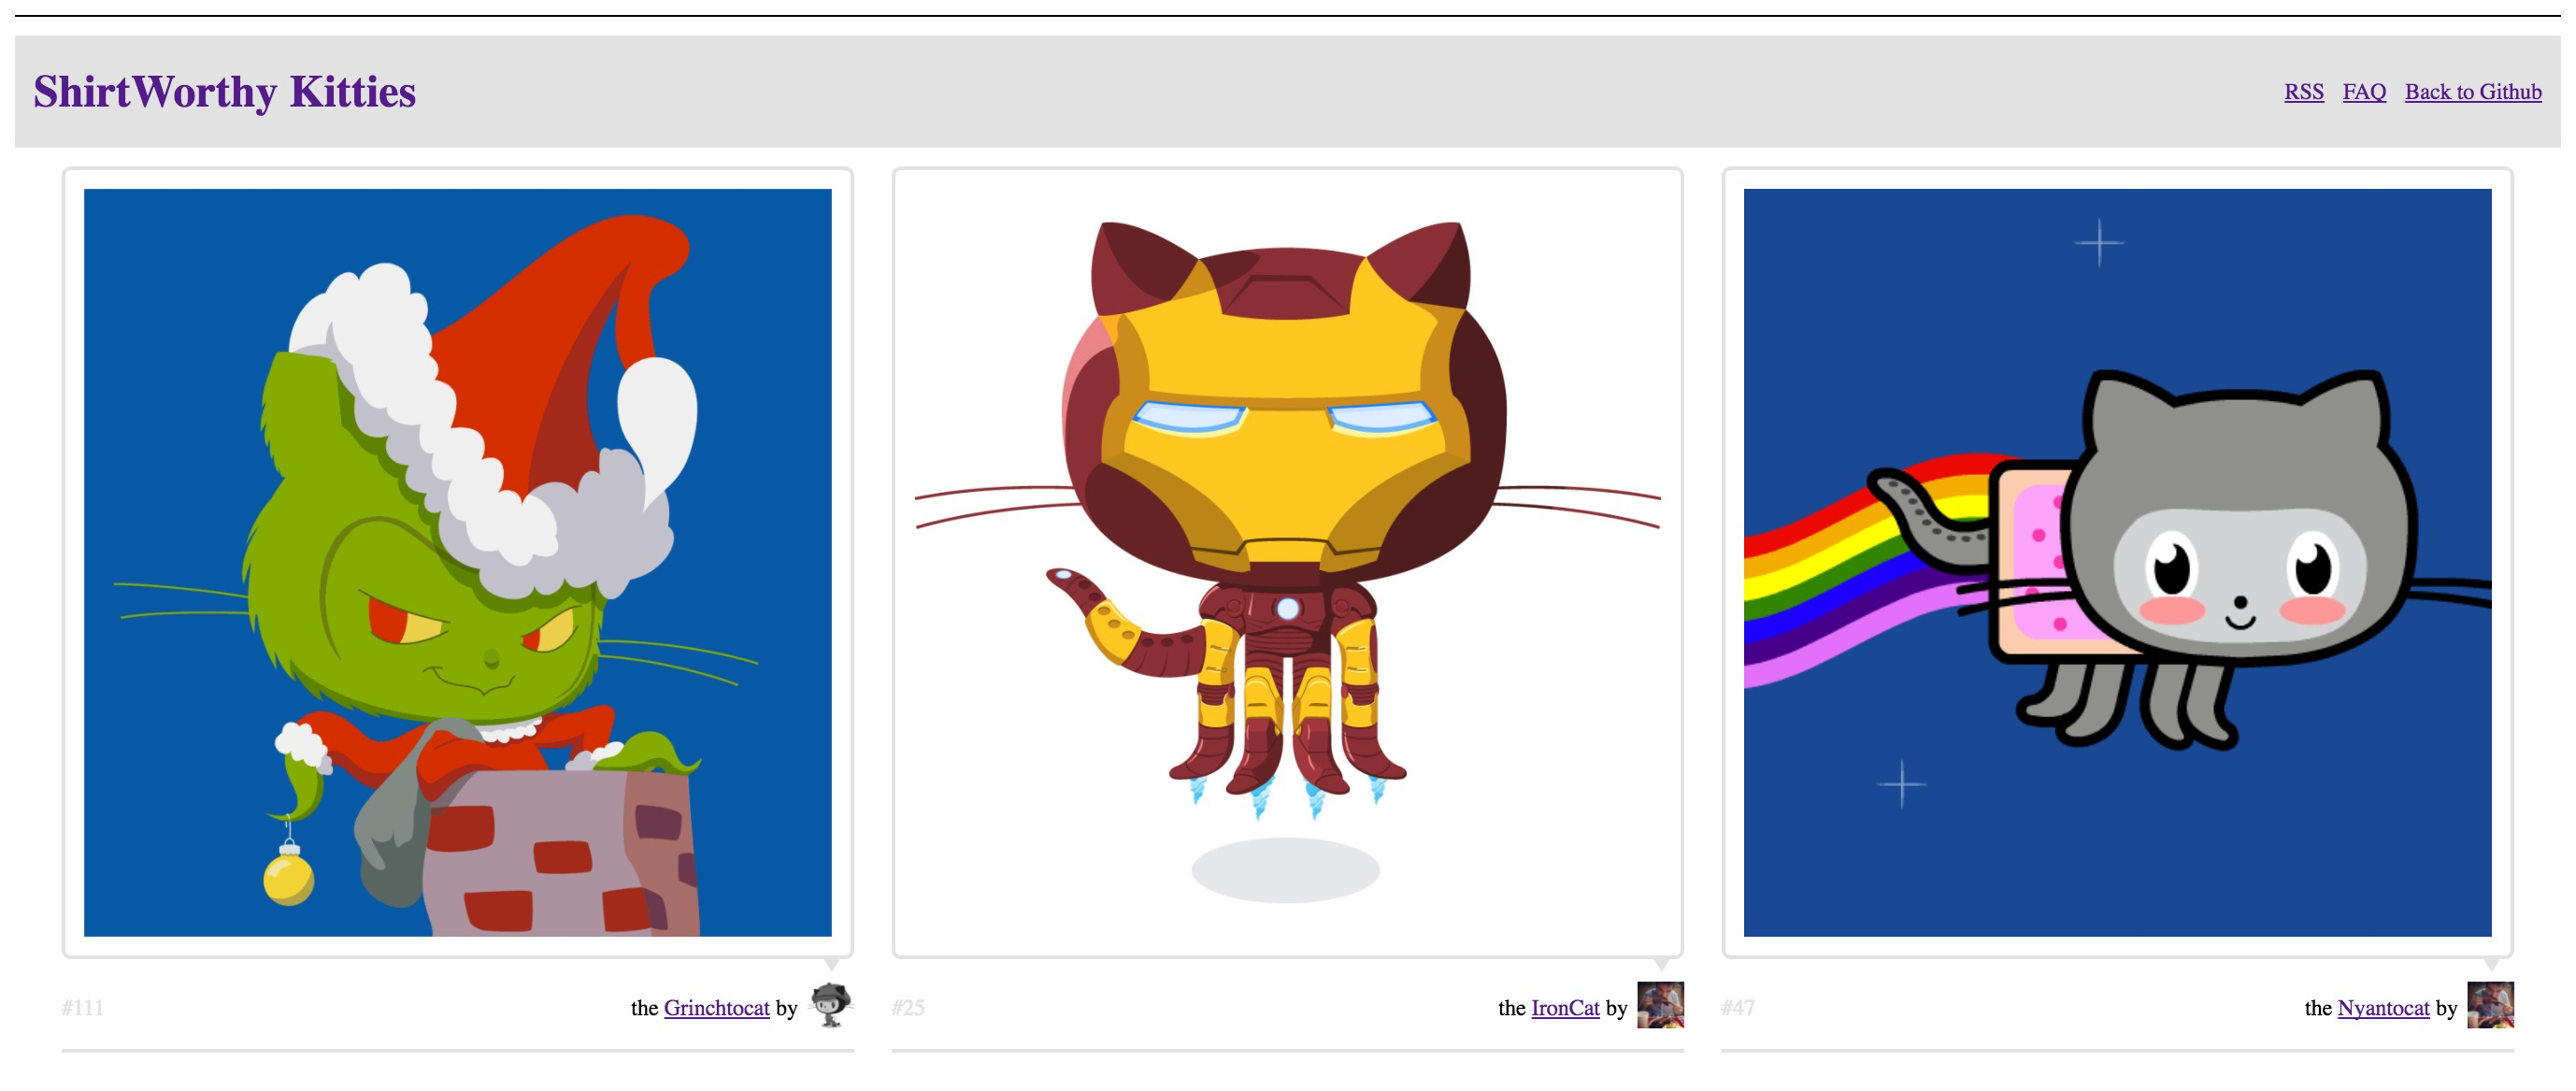 ShirtWorthy Kitties
RSS FAQ Back to Github
#111 the Grinchtocat by
#25 the IronCat by
#47 the Nyantocat by